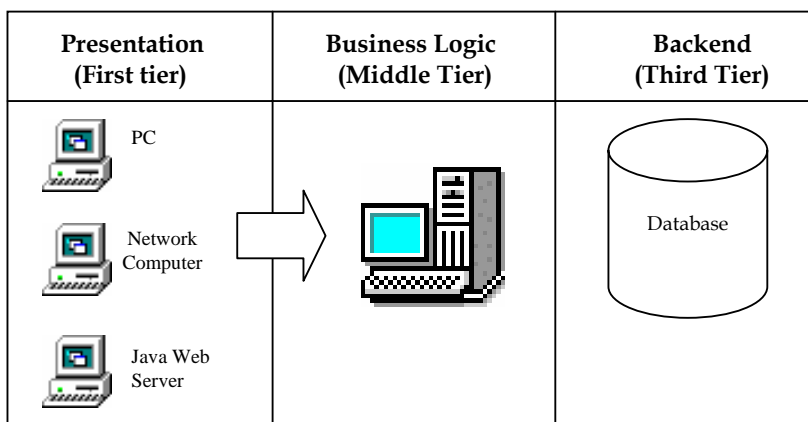 Presentation
(First tier)
Business Logic
(Middle Tier)
Backend
(Third Tier)
PC
Network
Computer
Java Web
Server
Database